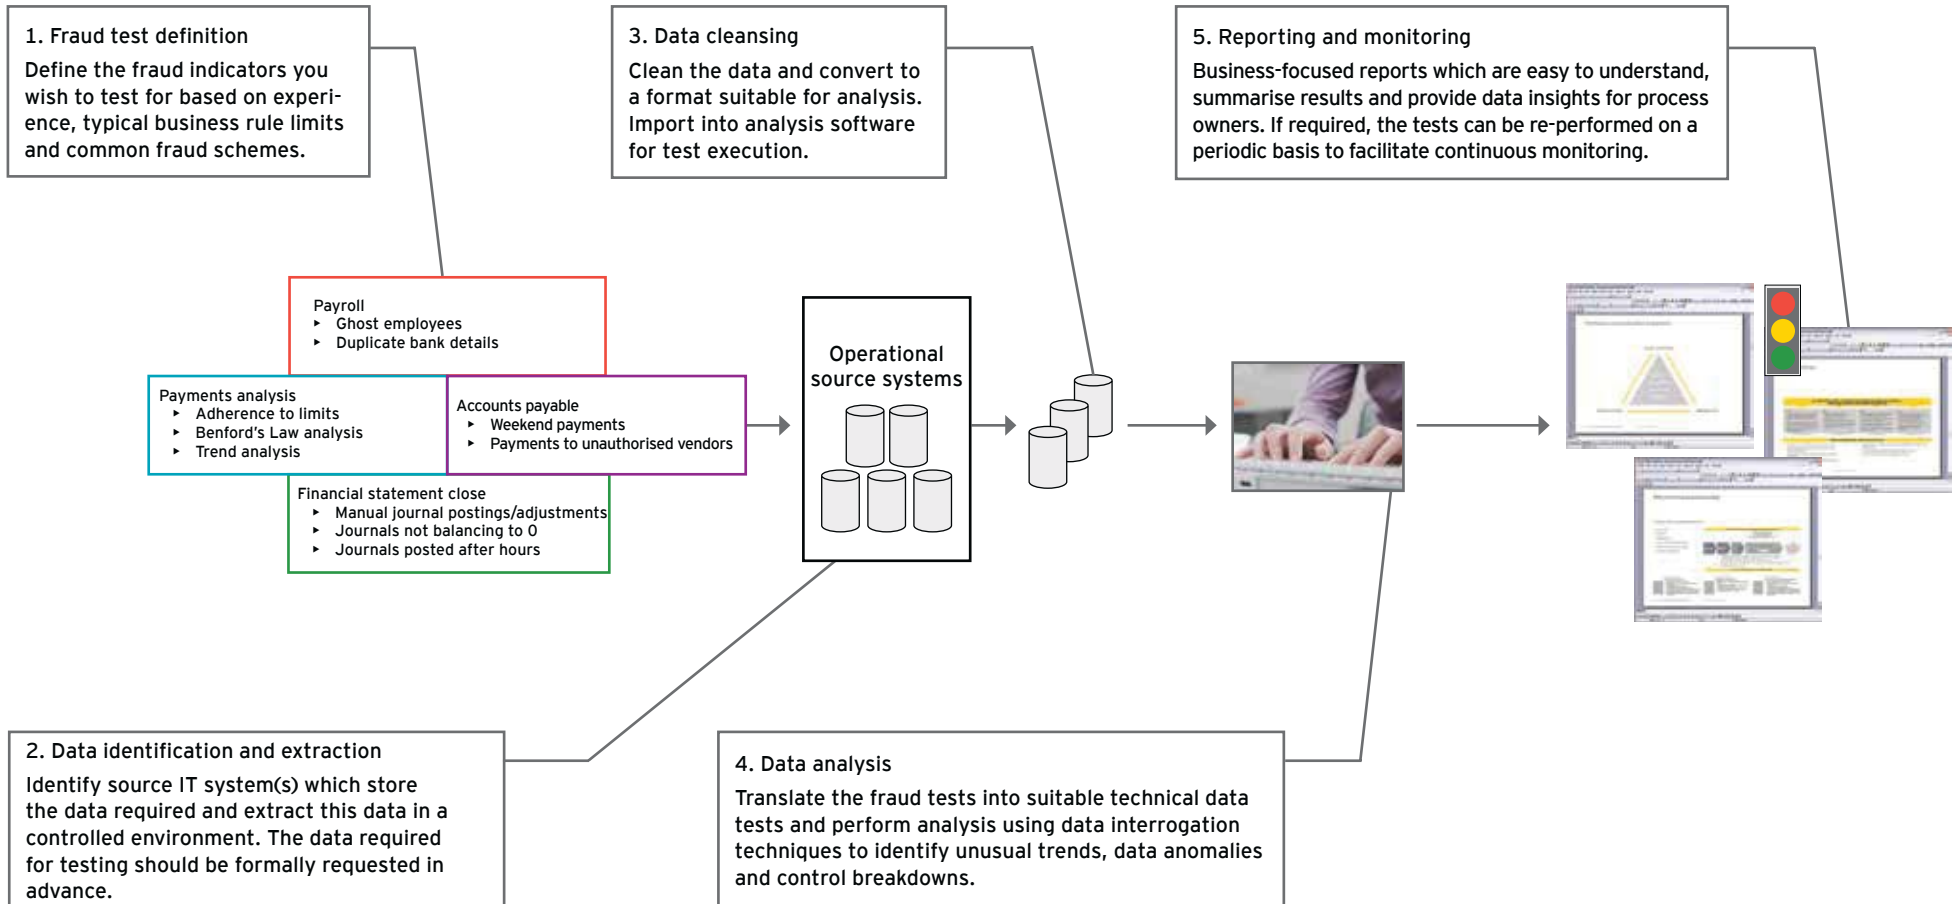 1. Fraud test definition
Define the fraud indicators you
wish to test for based on experi-
ence, typical business rule limits
and common fraud schemes.
3. Data cleansing
Clean the data and convert to
a format suitable for analysis.
Import into analysis software
for test execution.
5. Reporting and monitoring
Business-focused reports which are easy to understand,
summarise results and provide data insights for process
owners. If required, the tests can be re-performed on a
periodic basis to facilitate continuous monitoring.
Payroll
‣ Ghost employees
‣ Duplicate bank details
Payments analysis
‣ Adherence to limits
‣ Benford's Law analysis
‣ Trend analysis
Accounts payable
‣ Weekend payments
‣ Payments to unauthorised vendors
Financial statement close
‣ Manual journal postings/adjustments
‣ Journals not balancing to 0
‣ Journals posted after hours
Operational
source systems
2. Data identification and extraction
Identify source IT system(s) which store
the data required and extract this data in a
controlled environment. The data required
for testing should be formally requested in
advance.
4. Data analysis
Translate the fraud tests into suitable technical data
tests and perform analysis using data interrogation
techniques to identify unusual trends, data anomalies
and control breakdowns.